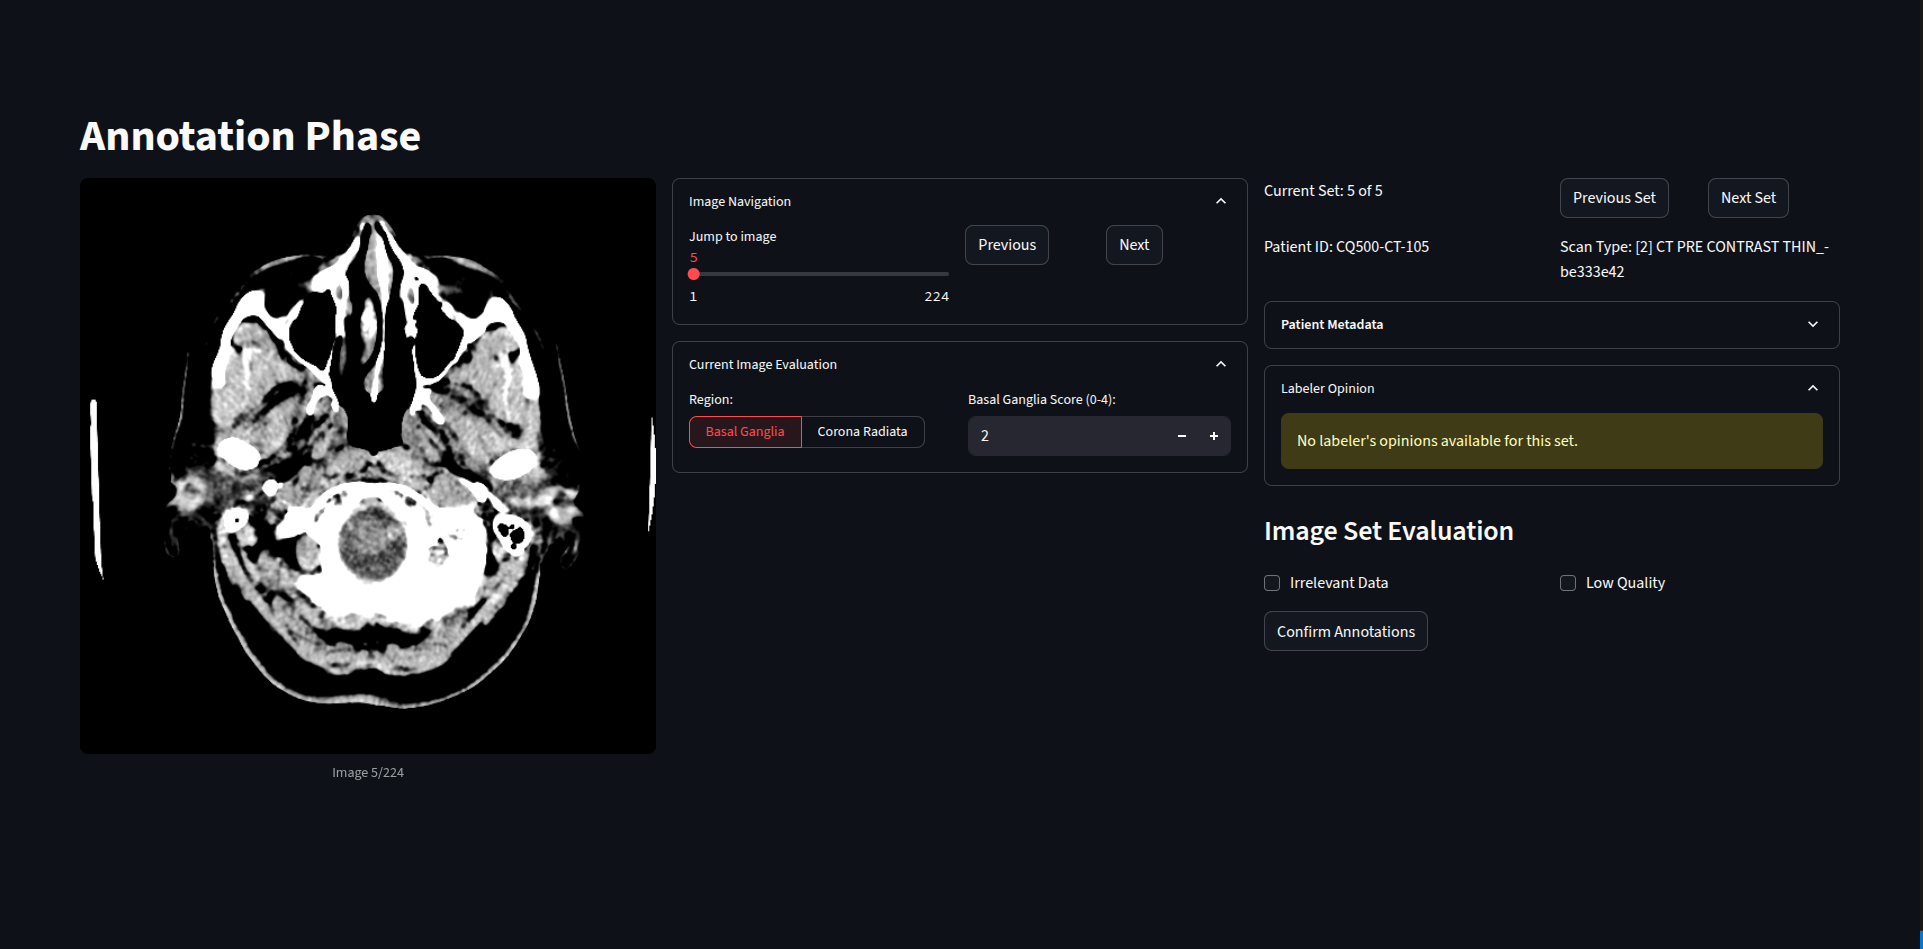 Annotation Phase
Image 5/224
Image Navigation
Jump to image
5
1
224
Previous
Next
Current Image Evaluation
Region:
Basal Ganglia
Corona Radiata
Basal Ganglia Score (0-4):
2
Current Set: 5 of 5
Previous Set
Next Set
Patient ID: CQ500-CT-105
Scan Type: [2] CT PRE CONTRAST THIN_-
be333e42
Patient Metadata
Labeler Opinion
No labeler's opinions available for this set.
Image Set Evaluation
Irrelevant Data
Low Quality
Confirm Annotations